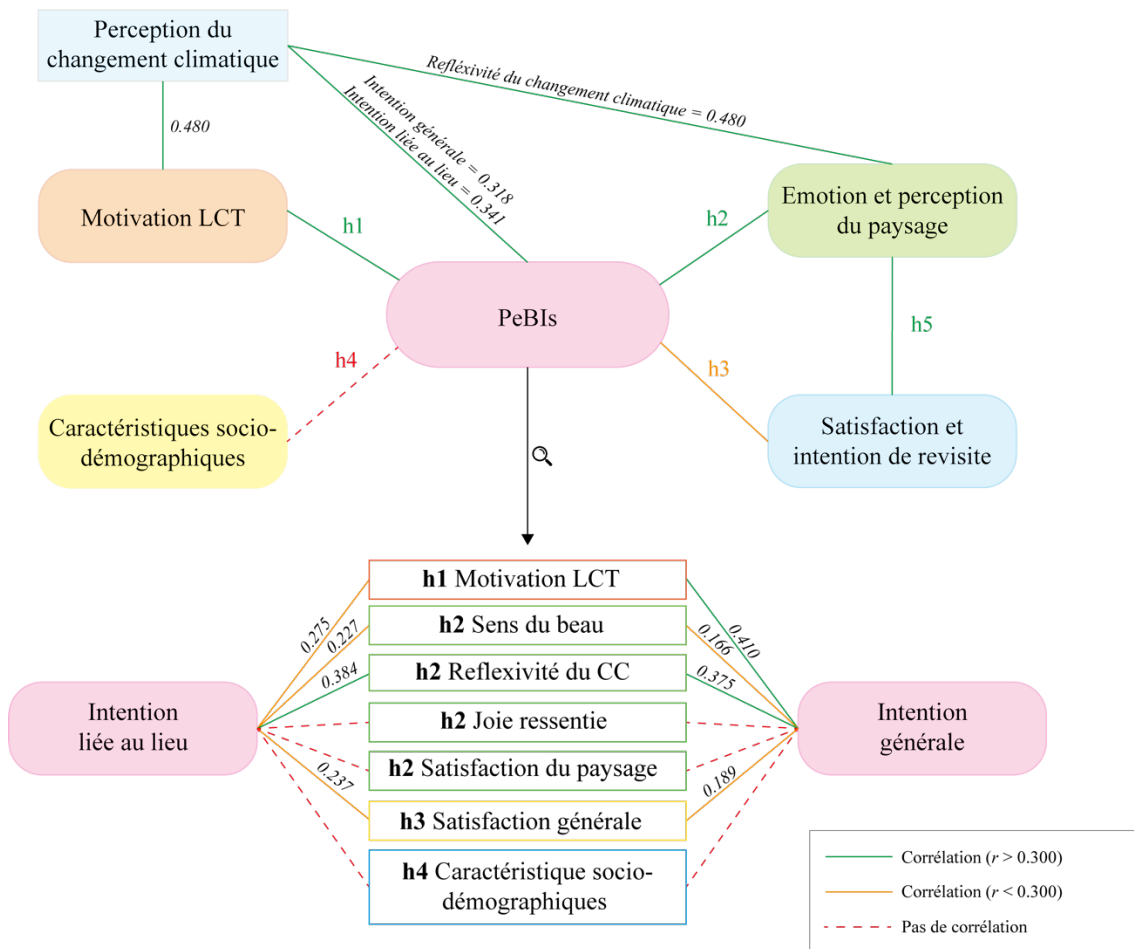 Perception du
changement climatique
Refléxivité du changement climatique = 0.480
Intention générale = 0.318
Intention liée au lieu = 0.341
0.480
Motivation LCT
Emotion et perception
du paysage
h1
h2
PeBIs
h5
h4
h3
Caractéristiques socio-
démographiques
Satisfaction et
intention de revisite
h1 Motivation LCT
h2 Sens du beau
h2 Reflexivité du CC
h2 Joie ressentie
h2 Satisfaction du paysage
h3 Satisfaction générale
h4 Caractéristique socio-
démographiques
0.275
0.227
0.384
0.237
0.410
0.166
0.375
0.189
Intention
liée au lieu
Intention
générale
Corrélation (r > 0.300)
Corrélation (r < 0.300)
Pas de corrélation